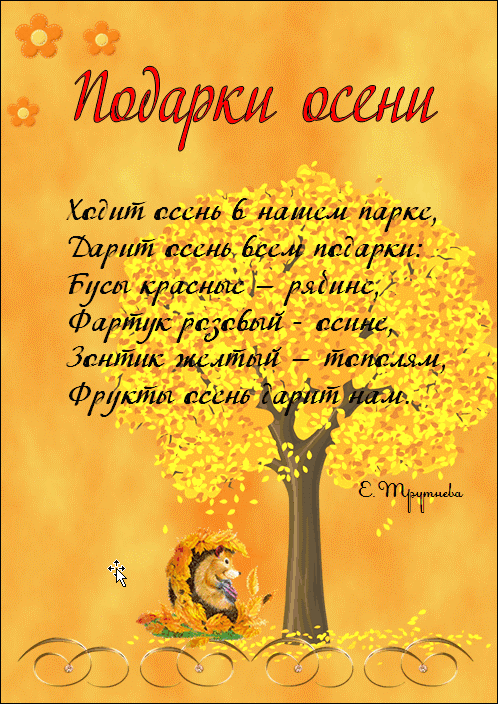 Подарки осени
Ходит осень в нашем парке,
Дарит осень всем подарки:
Бусы красные – рябине,
Фартук розовый - осине,
Зонтик желтый – тополям,
Фрукты осень дарит нам.
Е. Трутнева